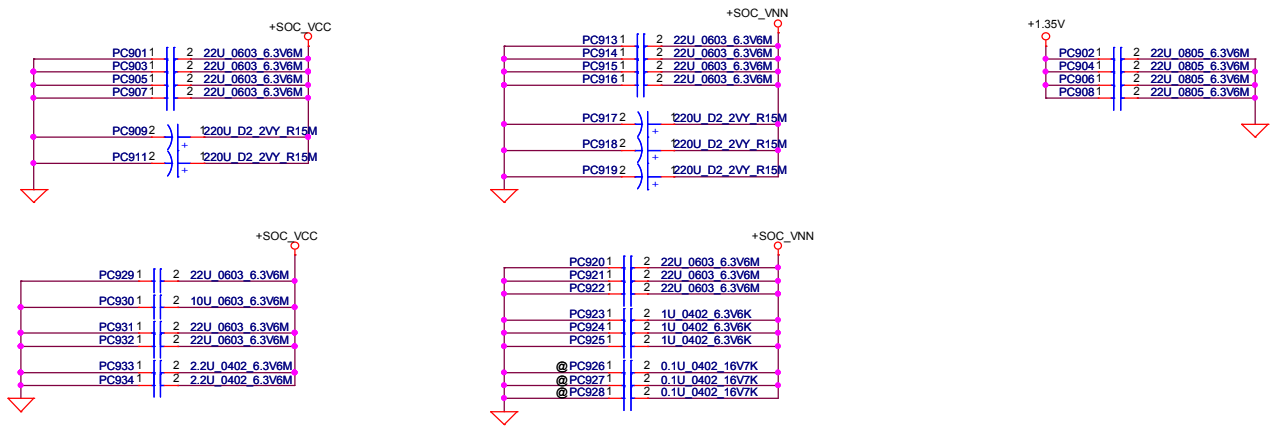 +SOC_VCC
PC901 1 2 22U_0603_6.3V6M
PC903 1 2 22U_0603_6.3V6M
PC905 1 2 22U_0603_6.3V6M
PC907 1 2 22U_0603_6.3V6M
PC909 2 1 220U_D2_2VY_R15M
+
PC911 2 1 220U_D2_2VY_R15M
+
+SOC_VNN
PC913 1 2 22U_0603_6.3V6M
PC914 1 2 22U_0603_6.3V6M
PC915 1 2 22U_0603_6.3V6M
PC916 1 2 22U_0603_6.3V6M
PC917 2 1 220U_D2_2VY_R15M
+
PC918 2 1 220U_D2_2VY_R15M
+
PC919 2 1 220U_D2_2VY_R15M
+
+1.35V
PC902 1 2 22U_0805_6.3V6M
PC904 1 2 22U_0805_6.3V6M
PC906 1 2 22U_0805_6.3V6M
PC908 1 2 22U_0805_6.3V6M
+SOC_VCC
PC929 1 2 22U_0603_6.3V6M
PC930 1 2 10U_0603_6.3V6M
PC931 1 2 22U_0603_6.3V6M
PC932 1 2 22U_0603_6.3V6M
PC933 1 2 2.2U_0402_6.3V6M
PC934 1 2 2.2U_0402_6.3V6M
+SOC_VNN
PC920 1 2 22U_0603_6.3V6M
PC921 1 2 22U_0603_6.3V6M
PC922 1 2 22U_0603_6.3V6M
PC923 1 2 1U_0402_6.3V6K
PC924 1 2 1U_0402_6.3V6K
PC925 1 2 1U_0402_6.3V6K
@PC926 1 2 0.1U_0402_16V7K
@PC927 1 2 0.1U_0402_16V7K
@PC928 1 2 0.1U_0402_16V7K